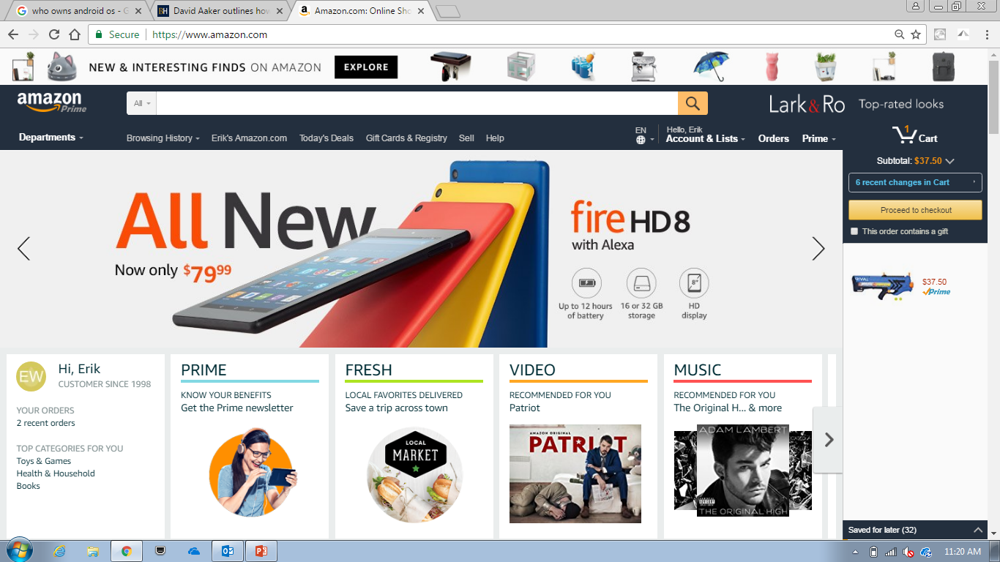 who owns android os - G
David Aaker outlines how
Amazon.com: Online Sho
Secure
https://www.amazon.com
NEW & INTERESTING FINDS ON AMAZON
EXPLORE
amazon
Prime
All
Lark & Ro
Top-rated looks
Departments
Browsing History
Erik's Amazon.com
Today's Deals
Gift Cards & Registry
Sell
Help
EN
Hello, Erik
Account & Lists
Orders
Prime
1
Cart
Subtotal: $37.50
6 recent changes in Cart
Proceed to checkout
This order contains a gift
$37.50
Prime
All New
Now only $7999
fire HD 8
with Alexa
8"
Up to 12 hours
of battery
16 or 32 GB
storage
HD
display
EW
Hi, Erik
CUSTOMER SINCE 1998
YOUR ORDERS
2 recent orders
TOP CATEGORIES FOR YOU
Toys & Games
Health & Household
Books
PRIME
KNOW YOUR BENEFITS
Get the Prime newsletter
FRESH
LOCAL FAVORITES DELIVERED
Save a trip across town
LOCAL
MARKET
VIDEO
RECOMMENDED FOR YOU
Patriot
AMAZON ORIGINAL
PATRIOT
MUSIC
RECOMMENDED FOR YOU
The Original H... & more
ADAM LAMBERT
THE ORIGINAL HIGH
Saved for later (32)
11:20 AM